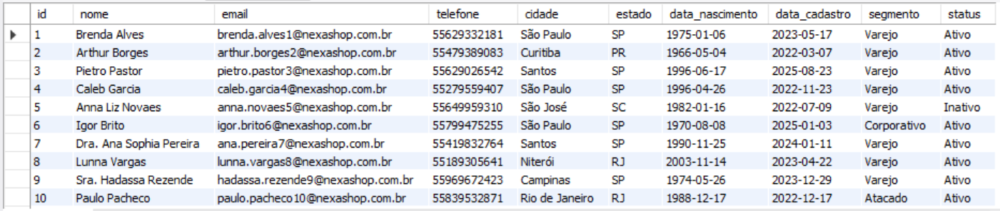 id nome email telefone cidade estado data_nascimento data_cadastro segmento status
1 Brenda Alves brenda.alves1@nexashop.com.br 55629332181 São Paulo SP 1975-01-06 2023-05-17 Varejo Ativo
2 Arthur Borges arthur.borges2@nexashop.com.br 55479389083 Curitiba PR 1966-05-04 2022-03-07 Varejo Ativo
3 Pietro Pastor pietro.pastor3@nexashop.com.br 55629026542 Santos SP 1996-06-17 2025-08-23 Varejo Ativo
4 Caleb Garcia caleb.garcia4@nexashop.com.br 55279559407 São Paulo SP 1996-04-26 2022-11-23 Varejo Ativo
5 Anna Liz Novaes anna.novaes5@nexashop.com.br 55649959310 São José SC 1982-01-16 2022-07-09 Varejo Inativo
6 Igor Brito igor.brito6@nexashop.com.br 55799475255 São Paulo SP 1970-08-08 2025-01-03 Corporativo Ativo
7 Dra. Ana Sophia Pereira ana.pereira7@nexashop.com.br 55419832764 Santos SP 1990-11-25 2024-01-11 Varejo Ativo
8 Lunna Vargas lunna.vargas8@nexashop.com.br 55189305641 Niterói RJ 2003-11-14 2023-04-22 Varejo Ativo
9 Sra. Hadassa Rezende hadassa.rezende9@nexashop.com.br 55969672423 Campinas SP 1974-05-26 2023-12-29 Varejo Ativo
10 Paulo Pacheco paulo.pacheco10@nexashop.com.br 55839532871 Rio de Janeiro RJ 1988-12-17 2022-12-17 Atacado Ativo